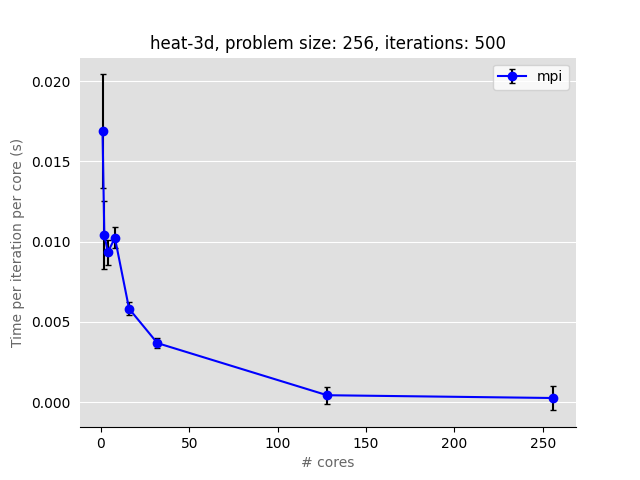 heat-3d, problem size: 256, iterations: 500
mpi
Time per iteration per core (s)
0.020
0.015
0.010
0.005
0.000
0 50 100 150 200 250
# cores